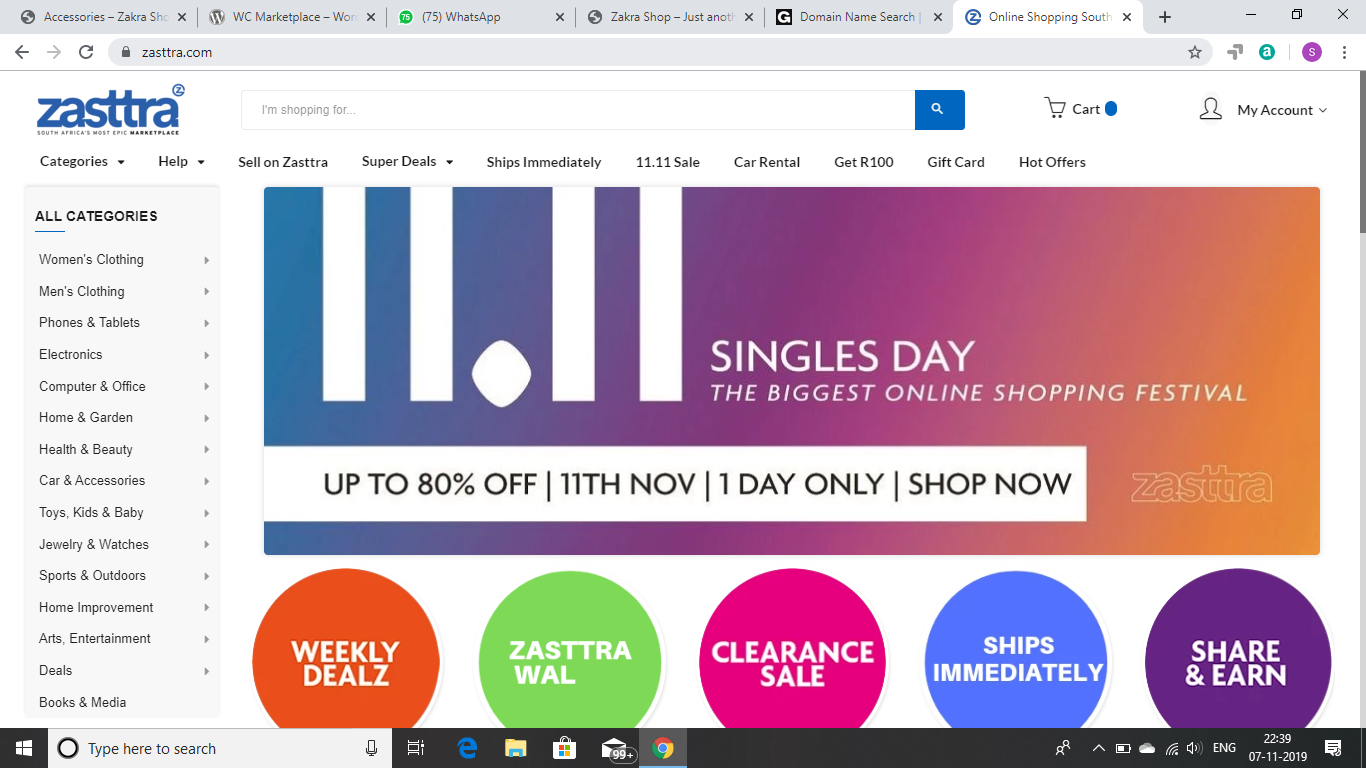 Accessories – Zakra Sho
WC Marketplace – Word
75
(75) WhatsApp
Zakra Shop – Just anoth
G
Domain Name Search |
Online Shopping South
zasttra.com
a
S
zasttra
SOUTH AFRICA'S MOST EPIC MARKETPLACE
I'm shopping for...
Cart
My Account
Categories
Help
Sell on Zasttra
Super Deals
Ships Immediately
11.11 Sale
Car Rental
Get R100
Gift Card
Hot Offers
ALL CATEGORIES
Women's Clothing
Men's Clothing
Phones & Tablets
Electronics
Computer & Office
Home & Garden
Health & Beauty
Car & Accessories
Toys, Kids & Baby
Jewelry & Watches
Sports & Outdoors
Home Improvement
Arts, Entertainment
Deals
Books & Media
11.11
SINGLES DAY
THE BIGGEST ONLINE SHOPPING FESTIVAL
UP TO 80% OFF | 11TH NOV | 1 DAY ONLY | SHOP NOW
zasttra
WEEKLY
DEALZ
ZASTTRA
WAL
CLEARANCE
SALE
SHIPS
IMMEDIATELY
SHARE
& EARN
Type here to search
99+
ENG
22:39
07-11-2019